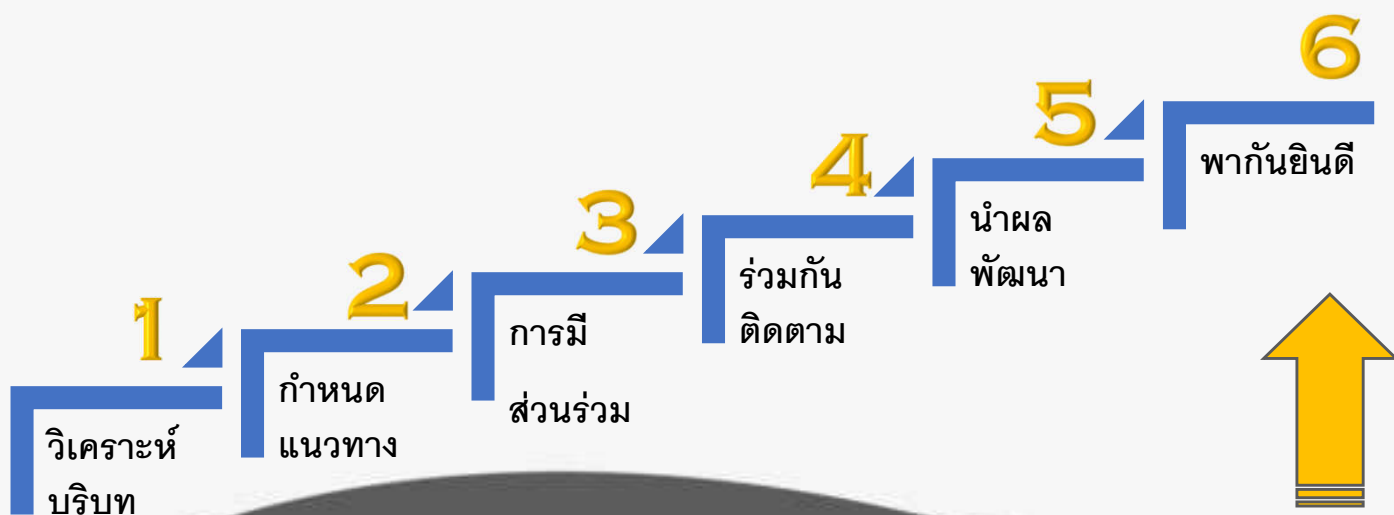 1
วิเคราะห์
บริบท
2
กำหนด
แนวทาง
3
การมี
ส่วนร่วม
4
ร่วมกัน
ติดตาม
5
นำผล
พัฒนา
6
พากันยินดี